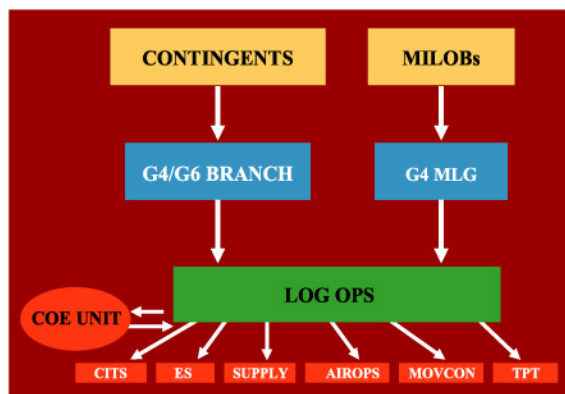 CONTINGENTS
MILOBs
G4/G6 BRANCH
G4 MLG
LOG OPS
COE UNIT
CITS
ES
SUPPLY
AIROPS
MOVCON
TPT